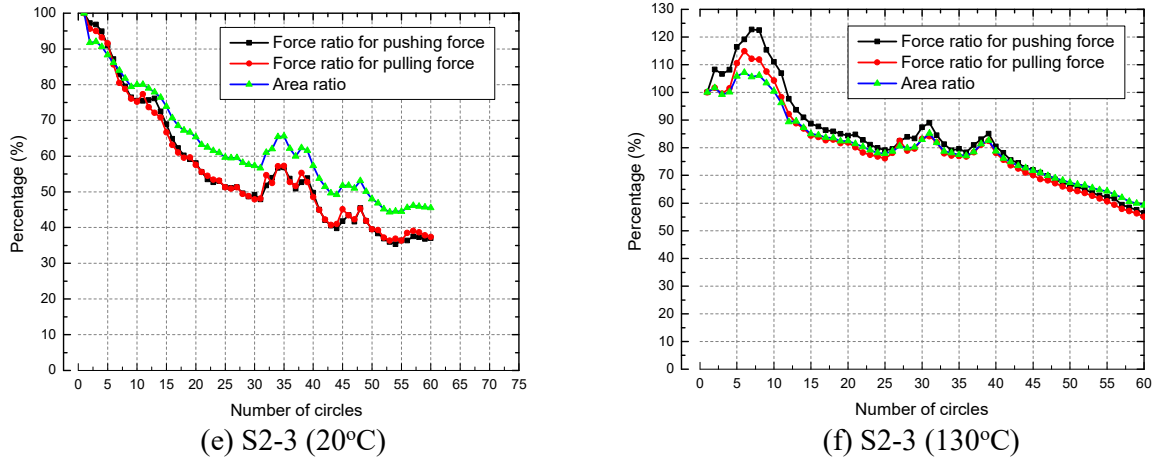 100
90
80
70
60
50
40
30
20
10
0
Percentage (%)
Force ratio for pushing force
Force ratio for pulling force
Area ratio
0 5 10 15 20 25 30 35 40 45 50 55 60 65 70 75
Number of circles
(e) S2-3 (20°C)
130
120
110
100
90
80
70
60
50
40
30
20
10
0
Percentage (%)
Force ratio for pushing force
Force ratio for pulling force
Area ratio
0 5 10 15 20 25 30 35 40 45 50 55 60
Number of circles
(f) S2-3 (130°C)